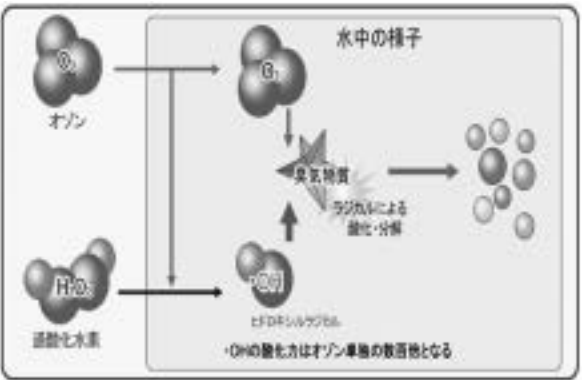 水中の様子
O₃
オゾン
O₃
臭気物質
ラジカルによる
酸化・分解
H₂O₂
過酸化水素
・OH
ヒドロキシルラジカル
・OHの酸化力はオゾン単独の数百倍となる